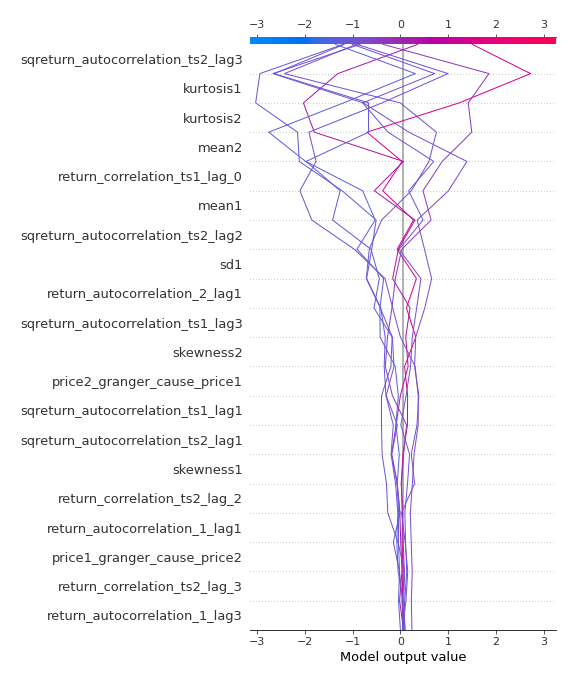 −3 −2 −1 0 1 2 3
sqreturn_autocorrelation_ts2_lag3
kurtosis1
kurtosis2
mean2
return_correlation_ts1_lag_0
mean1
sqreturn_autocorrelation_ts2_lag2
sd1
return_autocorrelation_2_lag1
sqreturn_autocorrelation_ts1_lag3
skewness2
price2_granger_cause_price1
sqreturn_autocorrelation_ts1_lag1
sqreturn_autocorrelation_ts2_lag1
skewness1
return_correlation_ts2_lag_2
return_autocorrelation_1_lag1
price1_granger_cause_price2
return_correlation_ts2_lag_3
return_autocorrelation_1_lag3
−3 −2 −1 0 1 2 3
Model output value